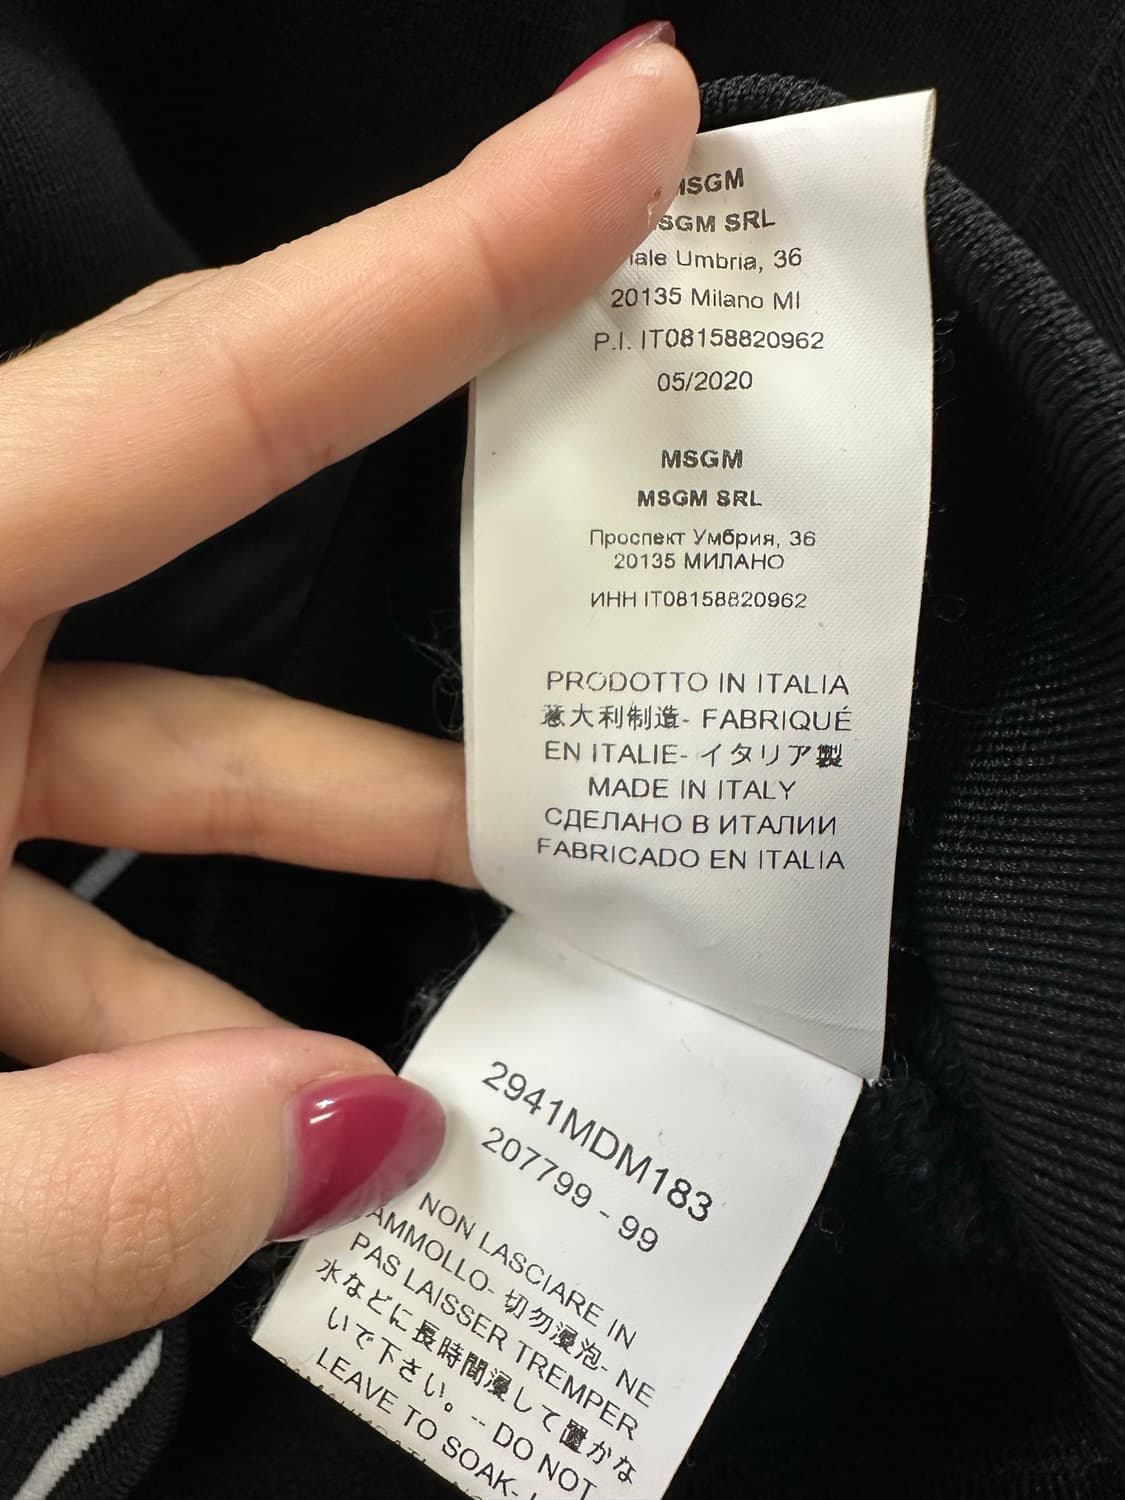 MSGM
MSGM SRL
Viale Umbria, 36
20135 Milano MI
P.I. IT08158820962
05/2020
MSGM
MSGM SRL
Проспект Умбрия, 36
20135 МИЛАНО
ИНН IT08158820962
PRODOTTO IN ITALIA
意大利制造- FABRIQUÉ
EN ITALIE- イタリア製
MADE IN ITALY
СДЕЛАНО В ИТАЛИИ
FABRICADO EN ITALIA
2941MDM183
207799 - 99
NON LASCIARE IN
AMMOLLO- 切勿浸泡- NE
PAS LAISSER TREMPER
水などに長時間浸して置かな
いで下さい。-- DO NOT
LEAVE TO SOAK-